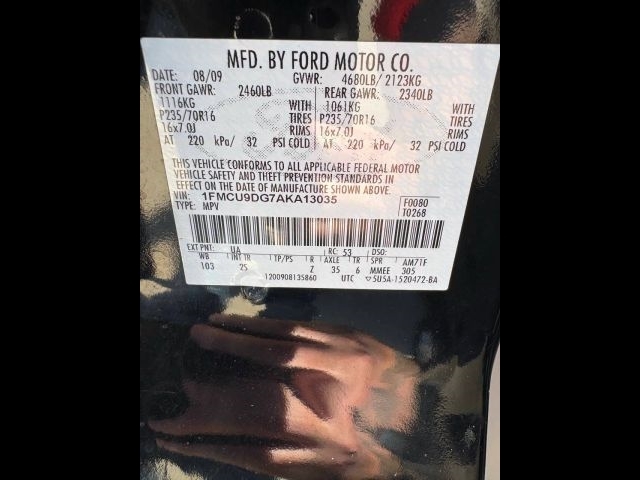 MFD. BY FORD MOTOR CO.
DATE: 08/09 GVWR: 4680LB/ 2123KG
FRONT GAWR: 2460LB REAR GAWR: 2340LB
1116KG WITH 1061KG WITH
P235/70R16 TIRES P235/70R16 TIRES
16x7.0J RIMS 16x7.0J RIMS
AT 220 kPa/ 32 PSI COLD AT 220 kPa/ 32 PSI COLD
THIS VEHICLE CONFORMS TO ALL APPLICABLE FEDERAL MOTOR
VEHICLE SAFETY AND THEFT PREVENTION STANDARDS IN EFFECT
ON THE DATE OF MANUFACTURE SHOWN ABOVE.
VIN: 1FMCU9DG7AKA13035 F0080
TYPE: MPV T0268
EXT PNT: UA RC: 53 DSO:
WB INT TR TP/PS R AXLE TR SPR AM71F
103 25 Z 35 6 MMEE 305
1200908135860 UTC 5U5A-1520472-BA